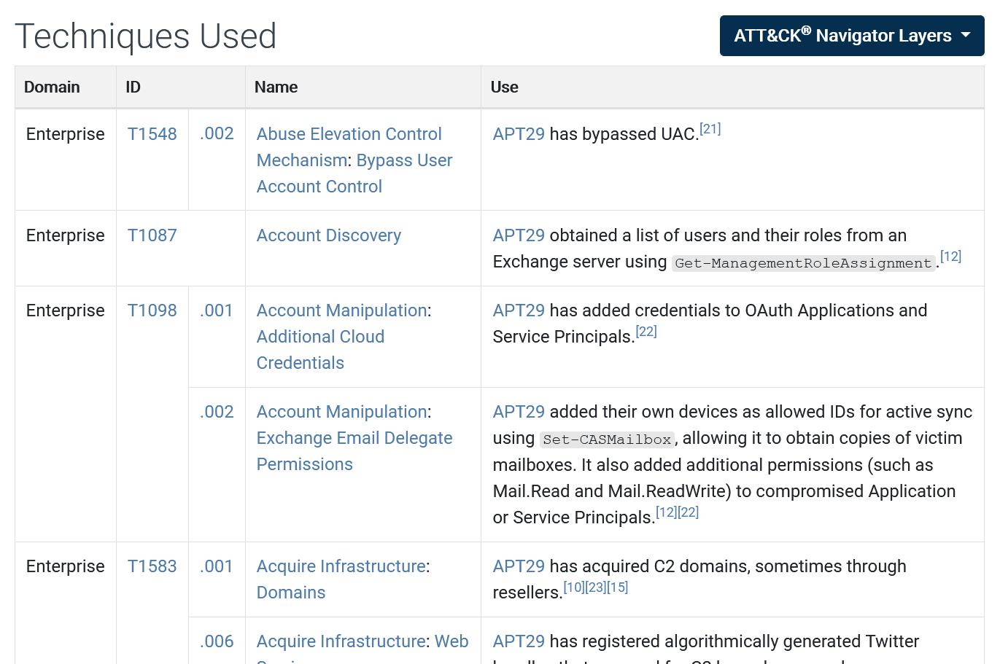 Techniques Used
ATT&CK® Navigator Layers
Domain ID Name Use
Enterprise T1548 .002 Abuse Elevation Control APT29 has bypassed UAC.[21]
Mechanism: Bypass User
Account Control
Enterprise T1087 Account Discovery APT29 obtained a list of users and their roles from an
Exchange server using Get-ManagementRoleAssignment.[12]
Enterprise T1098 .001 Account Manipulation: APT29 has added credentials to OAuth Applications and
Additional Cloud Service Principals.[22]
Credentials
.002 Account Manipulation: APT29 added their own devices as allowed IDs for active sync
Exchange Email Delegate using Set-CASMailbox, allowing it to obtain copies of victim
Permissions mailboxes. It also added additional permissions (such as
Mail.Read and Mail.ReadWrite) to compromised Application
or Service Principals.[12][22]
Enterprise T1583 .001 Acquire Infrastructure: APT29 has acquired C2 domains, sometimes through
Domains resellers.[10][23][15]
.006 Acquire Infrastructure: Web APT29 has registered algorithmically generated Twitter